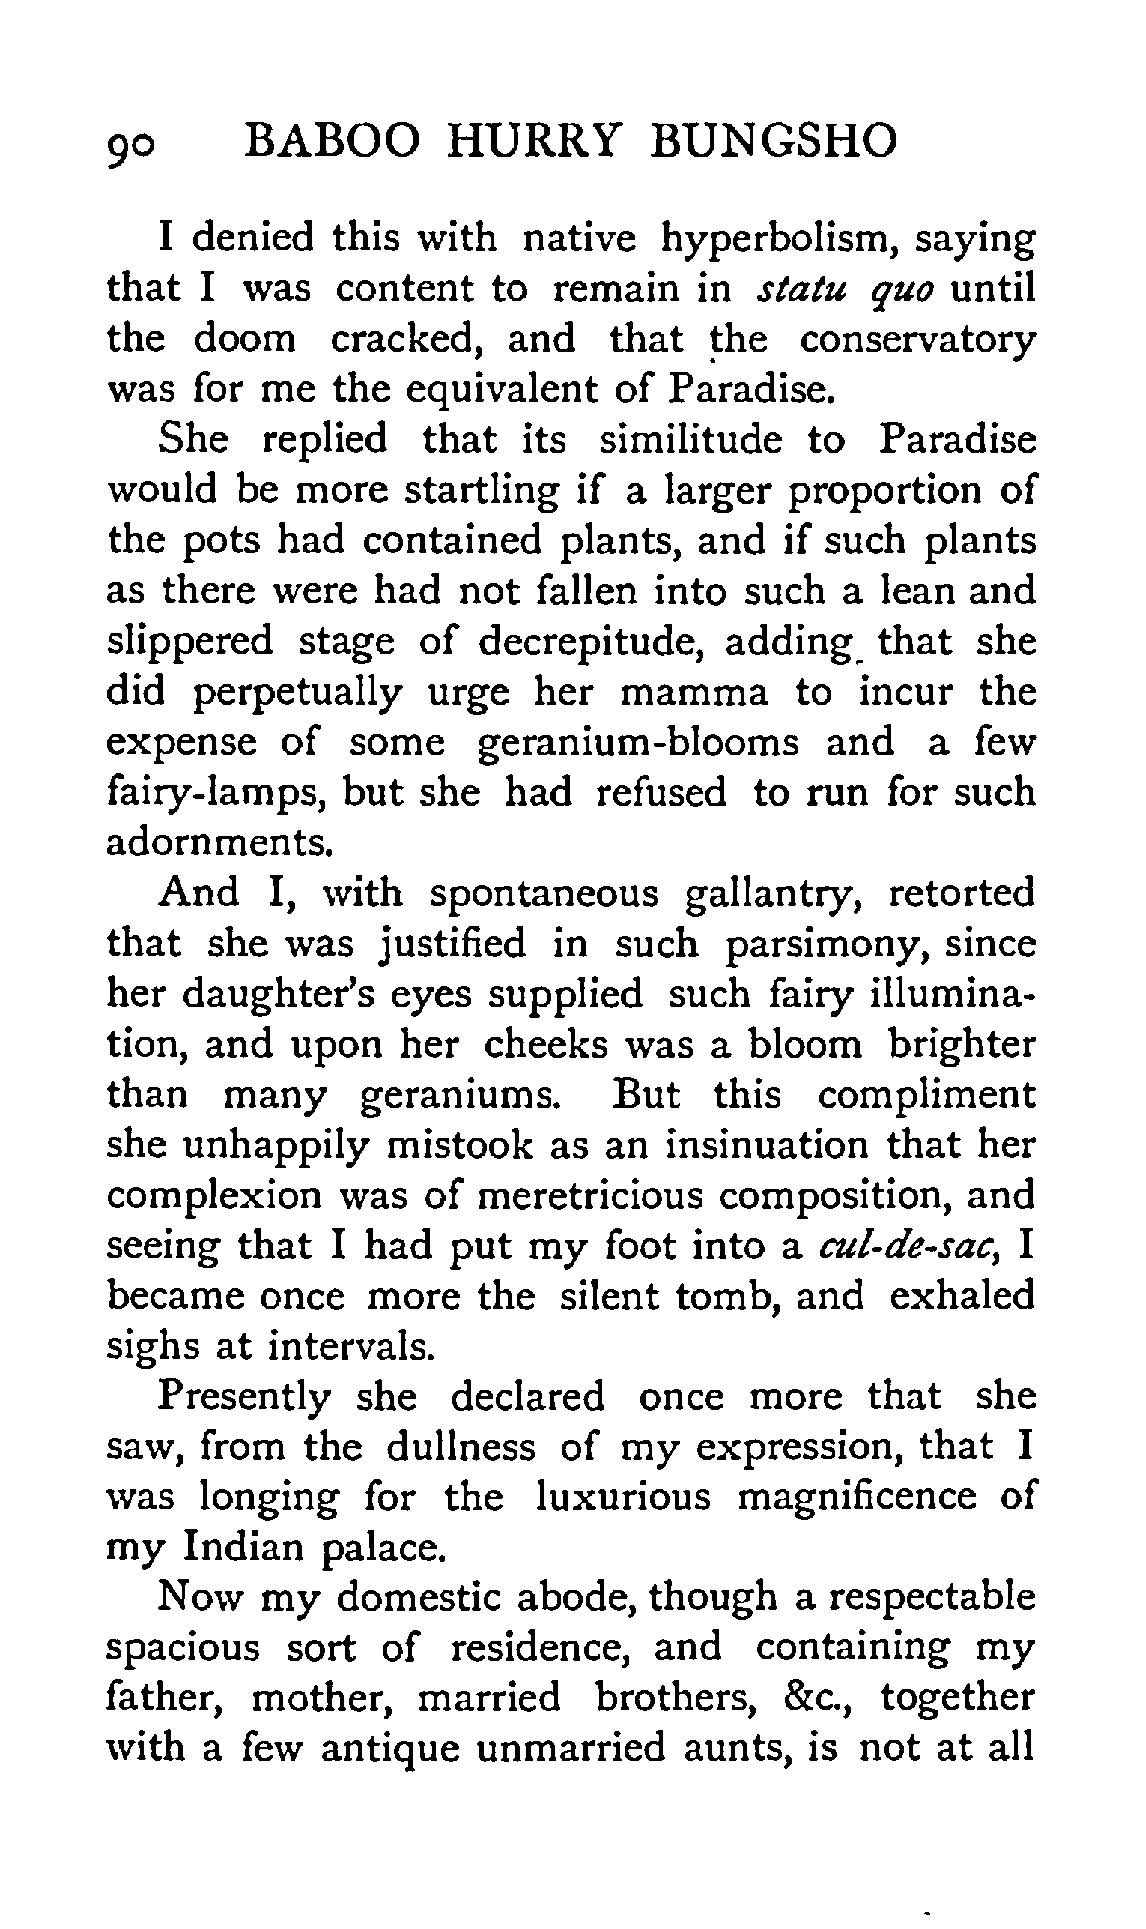 90 BABOO HURRY BUNGSHO
I denied this with native hyperbolism, saying
that I was content to remain in statu quo until
the doom cracked, and that the conservatory
was for me the equivalent of Paradise.
She replied that its similitude to Paradise
would be more startling if a larger proportion of
the pots had contained plants, and if such plants
as there were had not fallen into such a lean and
slippered stage of decrepitude, adding that she
did perpetually urge her mamma to incur the
expense of some geranium-blooms and a few
fairy-lamps, but she had refused to run for such
adornments.
And I, with spontaneous gallantry, retorted
that she was justified in such parsimony, since
her daughter's eyes supplied such fairy illumina-
tion, and upon her cheeks was a bloom brighter
than many geraniums. But this compliment
she unhappily mistook as an insinuation that her
complexion was of meretricious composition, and
seeing that I had put my foot into a cul-de-sac, I
became once more the silent tomb, and exhaled
sighs at intervals.
Presently she declared once more that she
saw, from the dullness of my expression, that I
was longing for the luxurious magnificence of
my Indian palace.
Now my domestic abode, though a respectable
spacious sort of residence, and containing my
father, mother, married brothers, &c., together
with a few antique unmarried aunts, is not at all